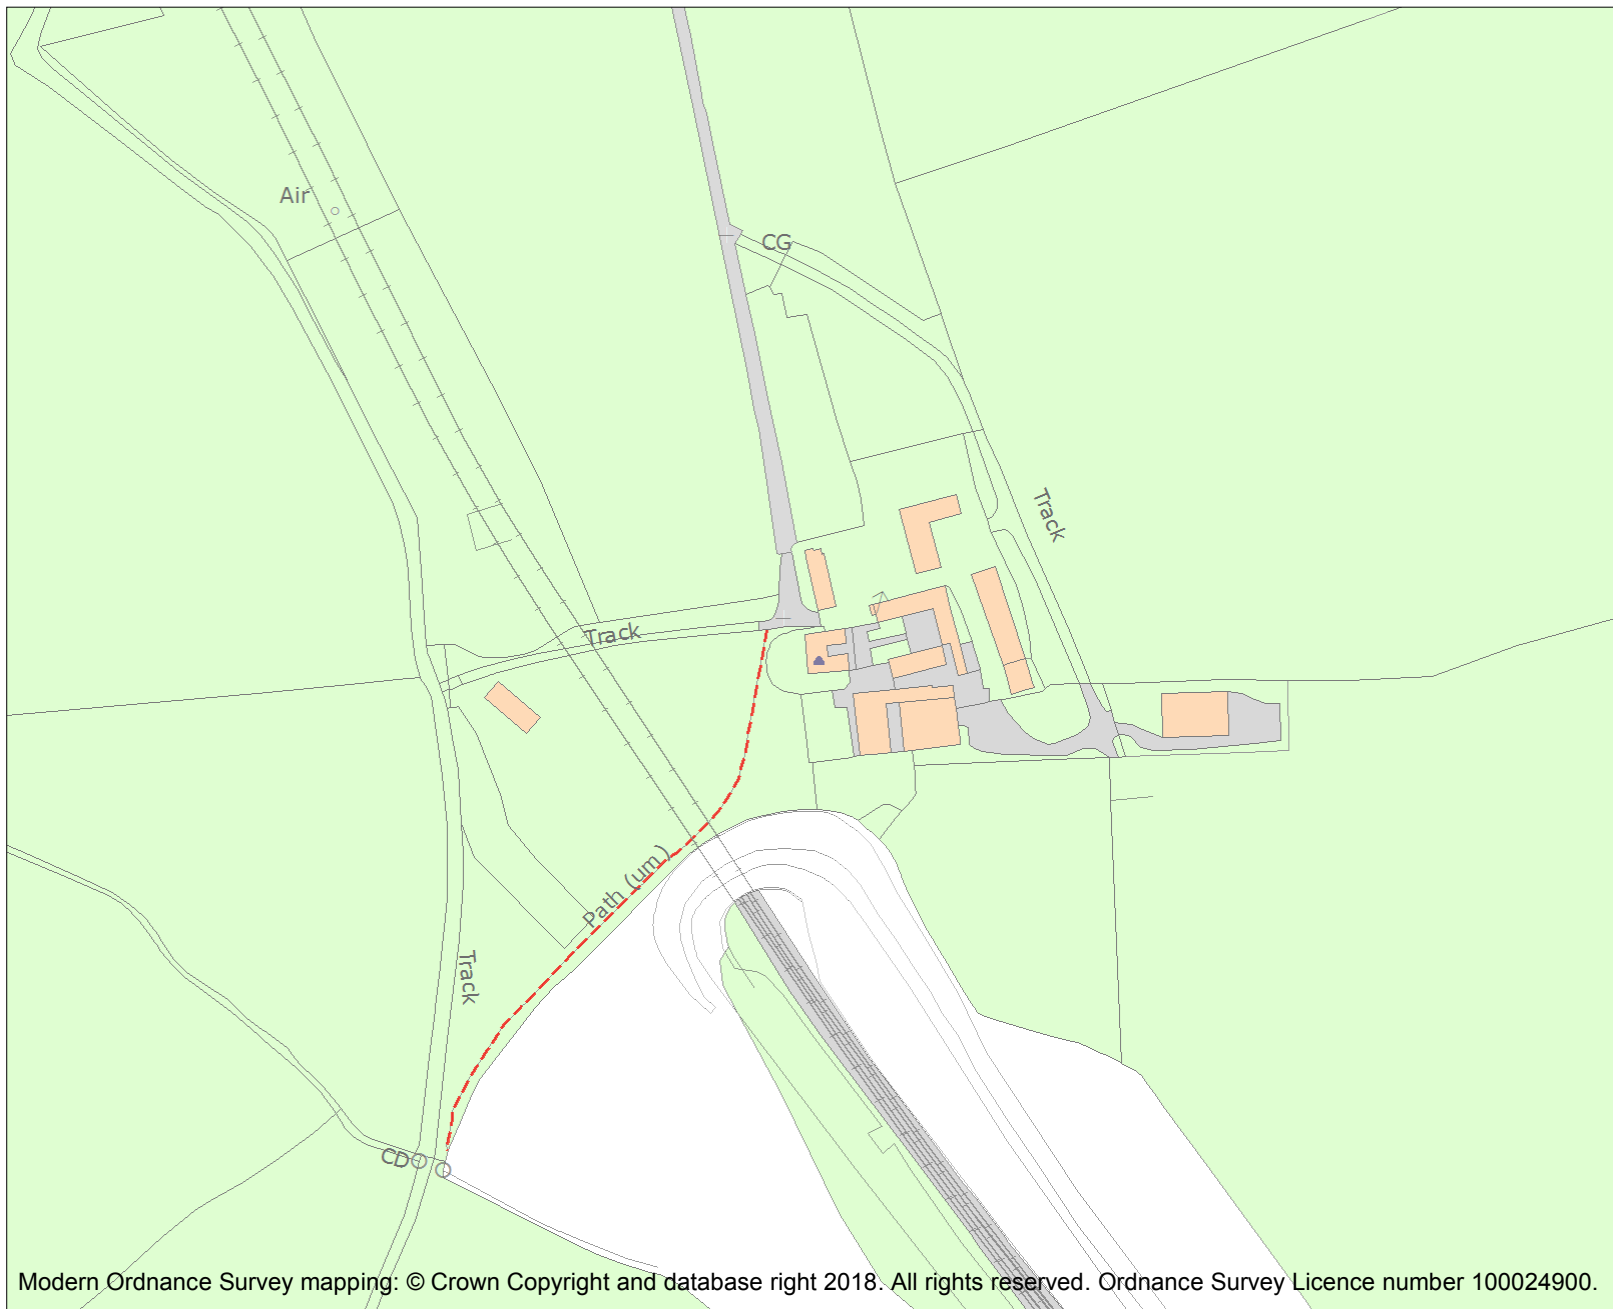 Air
CG
Track
Track
Path (um)
Track
CD
Modern Ordnance Survey mapping: © Crown Copyright and database right 2018. All rights reserved. Ordnance Survey Licence number 100024900.